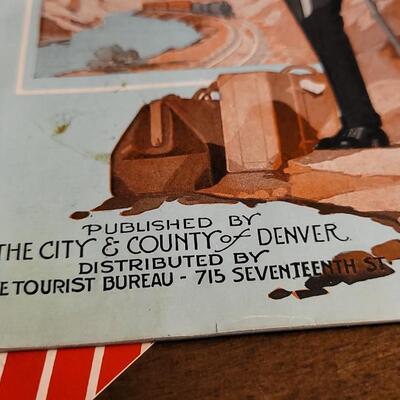 PUBLISHED BY
THE CITY & COUNTY of DENVER.
DISTRIBUTED BY
E TOURIST BUREAU - 715 SEVENTEENTH ST.